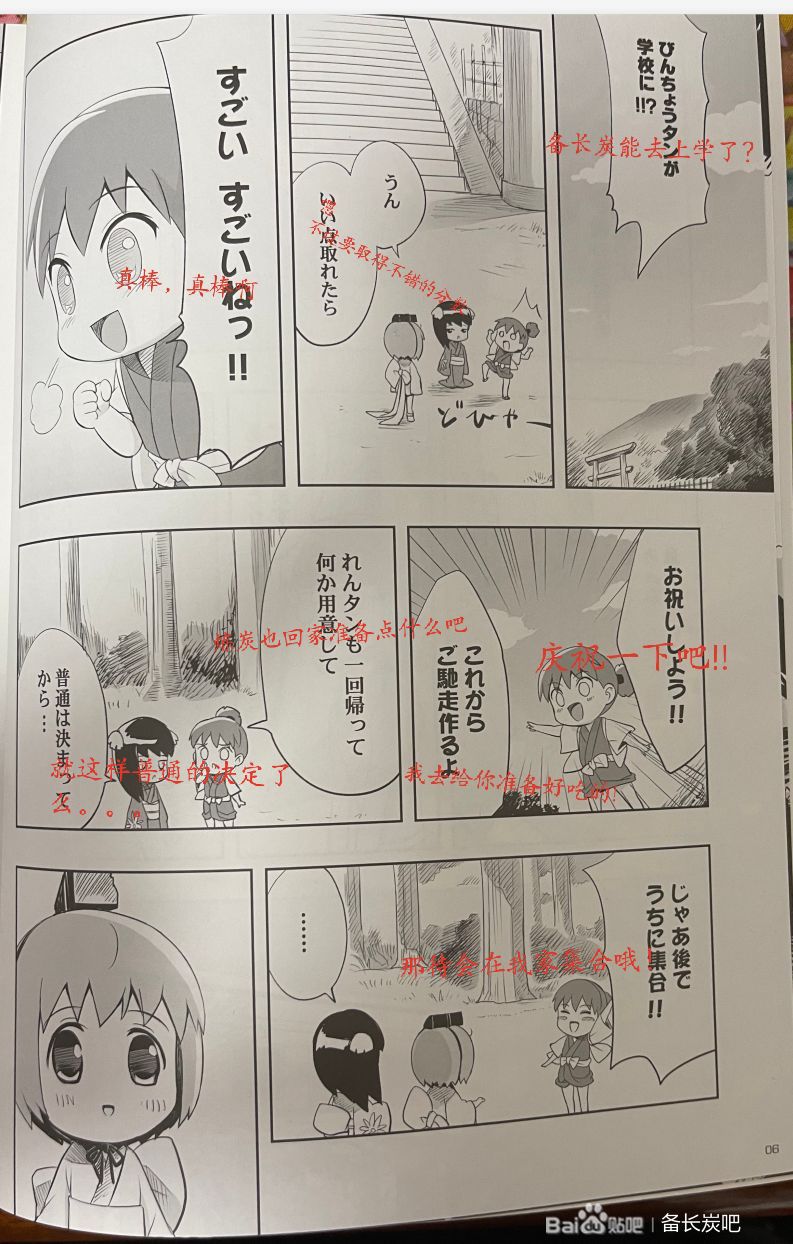 びんちょうタンが
学校に!!?
备长炭能去上学了?
うん
いい点取れたら
嗯
不过要取得不错的分数
どひゃー
すごい すごいねっ!!
真棒，真棒啊
お祝いしよう!!
庆祝一下吧!!
これから
ご馳走作るよ
我去给你准备好吃的!
れんタンも一回帰って
何か用意して
炼炭也回家准备点什么吧
普通は決まって
から…
就这样普通的决定了
么。。。
じゃあ後で
うちに集合!!
那待会在我家集合哦!
……
06
Bai贴吧 | 备长炭吧